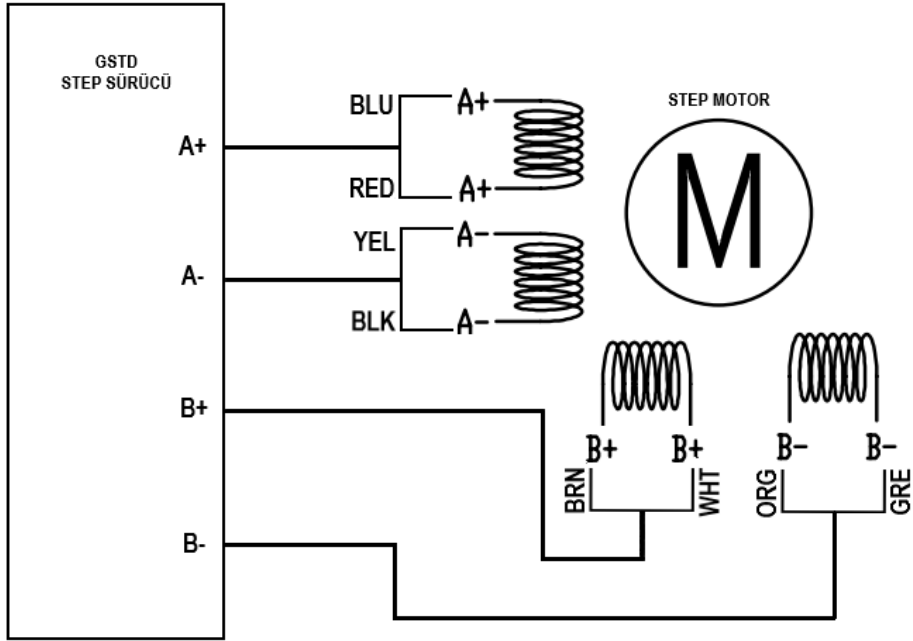 GSTD
STEP SÜRÜCÜ
A+
A-
B+
B-
BLU
A+
RED
A+
YEL
A-
BLK
A-
STEP MOTOR
M
B+
B+
BRN
WHT
B-
B-
ORG
GRE